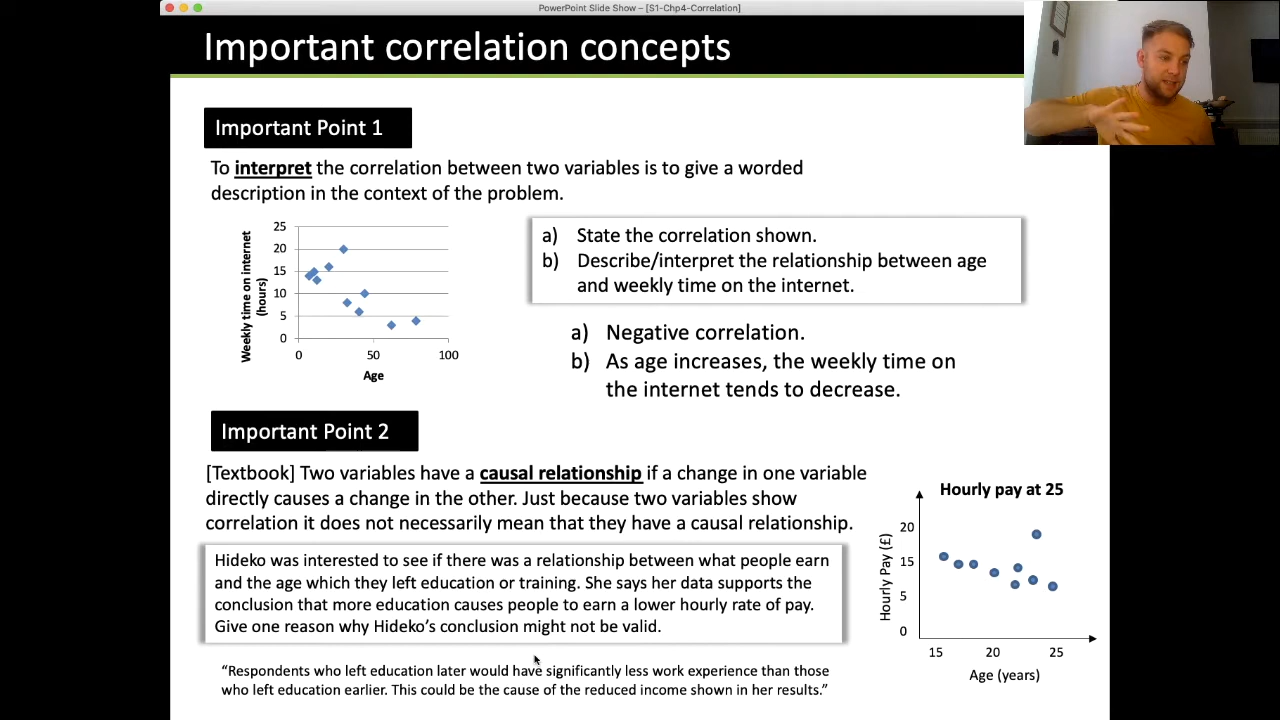 PowerPoint Slide Show – [S1-Chp4-Correlation]
Important correlation concepts
Important Point 1
To interpret the correlation between two variables is to give a worded
description in the context of the problem.
Weekly time on internet
(hours)
25
20
15
10
5
0
0 50 100
Age
a) State the correlation shown.
b) Describe/interpret the relationship between age
and weekly time on the internet.
a) Negative correlation.
b) As age increases, the weekly time on
the internet tends to decrease.
Important Point 2
[Textbook] Two variables have a causal relationship if a change in one variable
directly causes a change in the other. Just because two variables show
correlation it does not necessarily mean that they have a causal relationship.
Hideko was interested to see if there was a relationship between what people earn
and the age which they left education or training. She says her data supports the
conclusion that more education causes people to earn a lower hourly rate of pay.
Give one reason why Hideko’s conclusion might not be valid.
“Respondents who left education later would have significantly less work experience than those
who left education earlier. This could be the cause of the reduced income shown in her results.”
Hourly pay at 25
Hourly Pay (£)
20
15
5
0
15 20 25
Age (years)